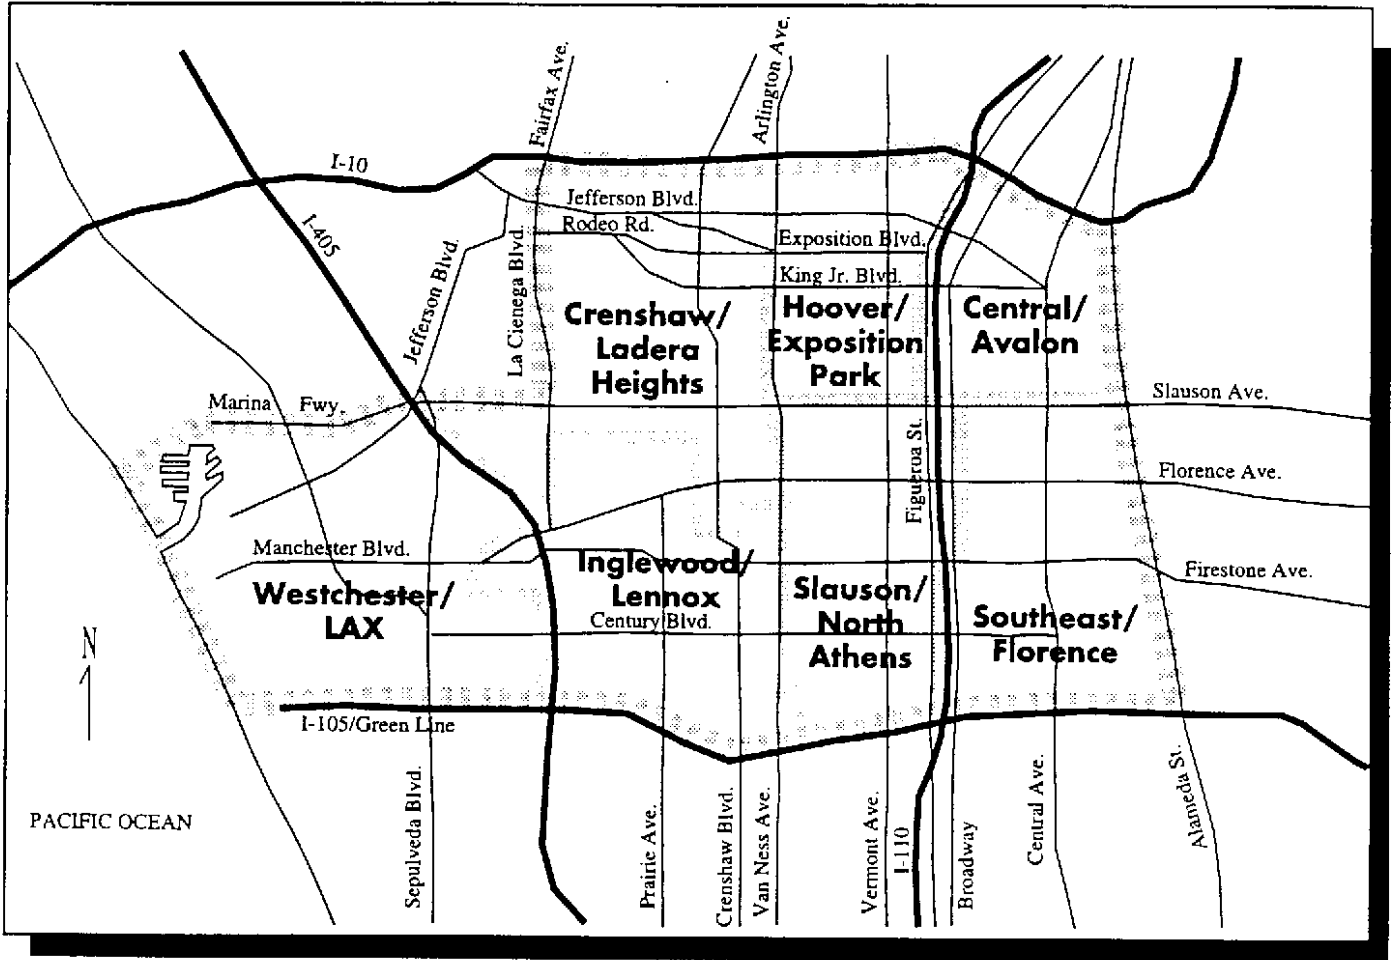 Fairfax Ave.
Arlington Ave.
I-10
I-405
Jefferson Blvd.
Rodeo Rd.
Exposition Blvd.
King Jr. Blvd.
Jefferson Blvd.
La Cienega Blvd.
Crenshaw/
Ladera
Heights
Hoover/
Exposition
Park
Central/
Avalon
Marina Fwy.
Slauson Ave.
Figueroa St.
Florence Ave.
Manchester Blvd.
Firestone Ave.
Westchester/
LAX
Inglewood/
Lennox
Century Blvd.
Slauson/
North
Athens
Southeast/
Florence
N
I-105/Green Line
PACIFIC OCEAN
Sepulveda Blvd.
Prairie Ave.
Crenshaw Blvd.
Van Ness Ave.
Vermont Ave.
I-110
Broadway
Central Ave.
Alameda St.